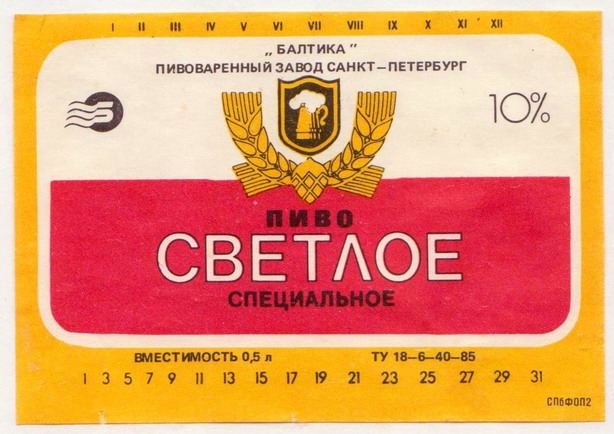 I II III IV V VI VII VIII IX X XI XII
„БАЛТИКА”
ПИВОВАРЕННЫЙ ЗАВОД САНКТ–ПЕТЕРБУРГ
5
10%
ПИВО
СВЕТЛОЕ
СПЕЦИАЛЬНОЕ
ВМЕСТИМОСТЬ 0,5 л ТУ 18–6–40–85
1 3 5 7 9 11 13 15 17 19 21 23 25 27 29 31
СПбФОП2